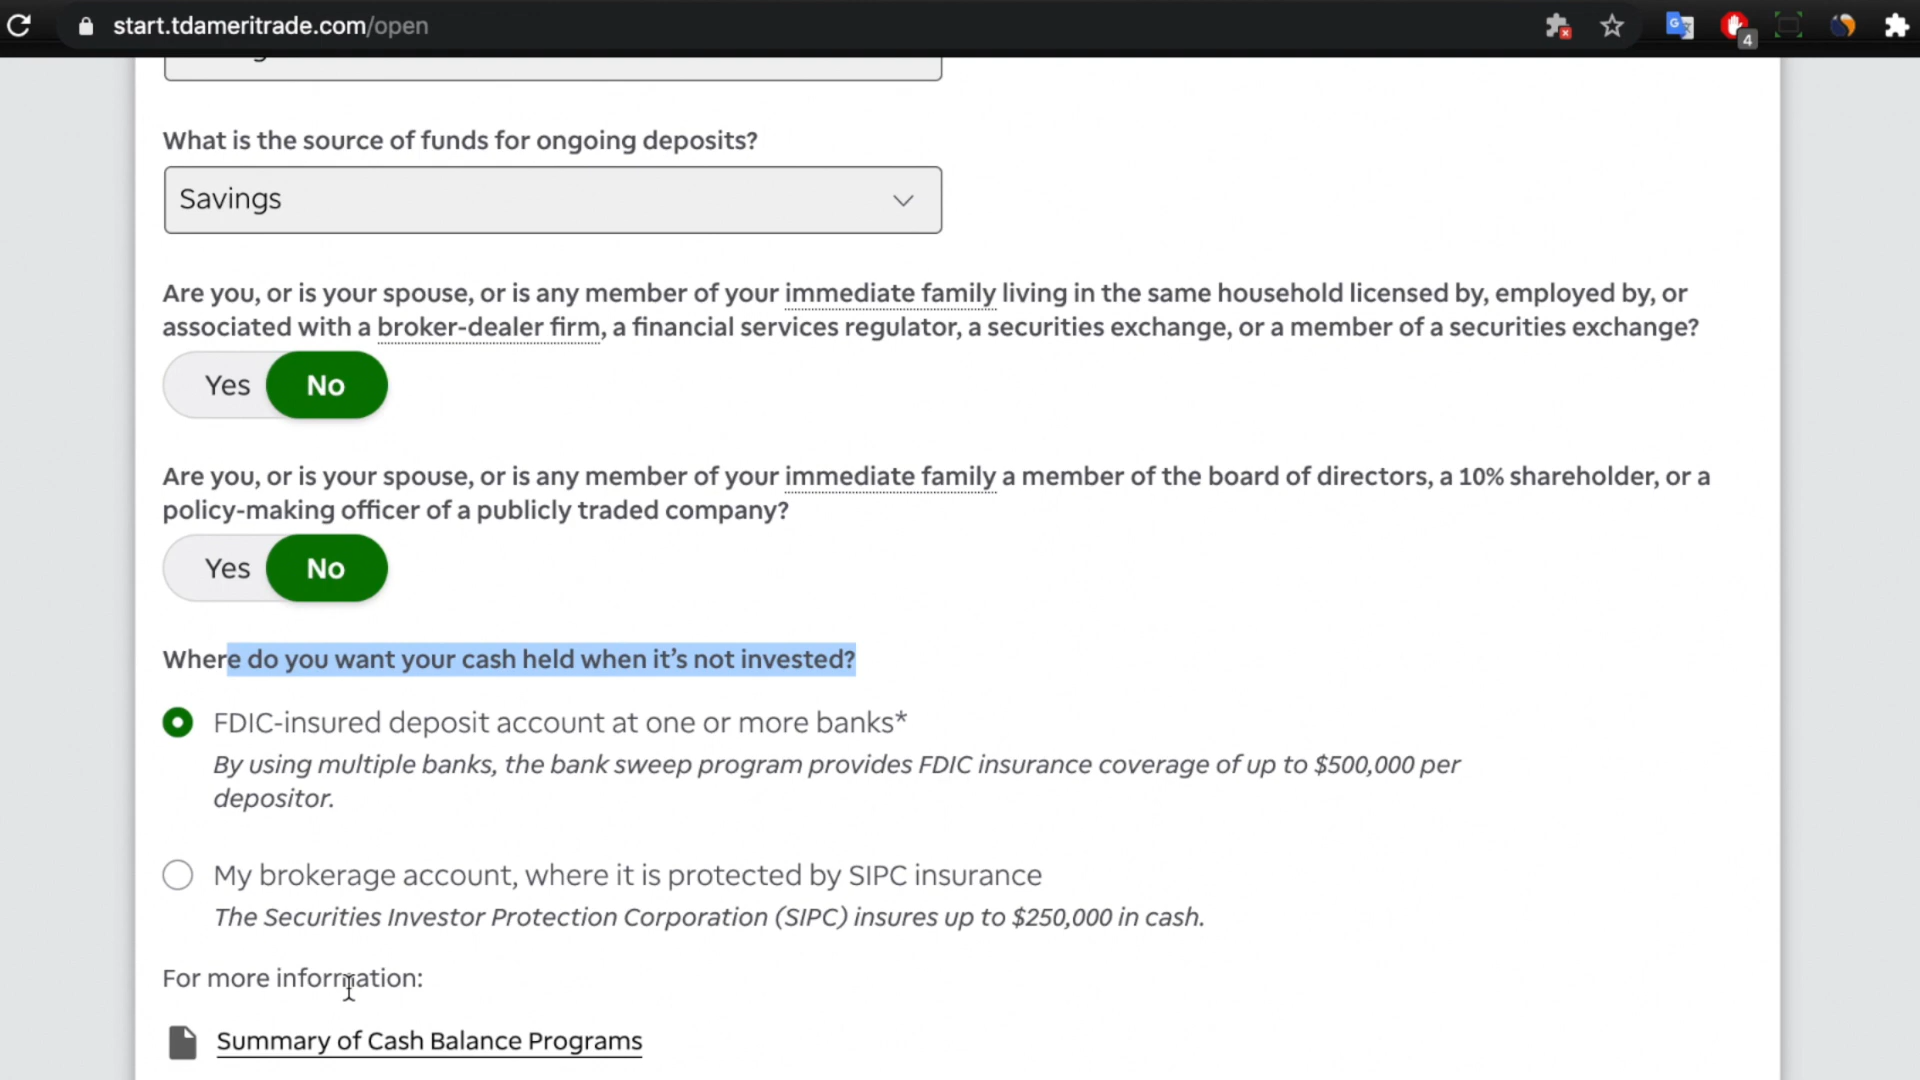 start.tdameritrade.com/open
4
What is the source of funds for ongoing deposits?
Savings
Are you, or is your spouse, or is any member of your immediate family living in the same household licensed by, employed by, or
associated with a broker-dealer firm, a financial services regulator, a securities exchange, or a member of a securities exchange?
Yes No
Are you, or is your spouse, or is any member of your immediate family a member of the board of directors, a 10% shareholder, or a
policy-making officer of a publicly traded company?
Yes No
Where do you want your cash held when it’s not invested?
FDIC-insured deposit account at one or more banks*
By using multiple banks, the bank sweep program provides FDIC insurance coverage of up to $500,000 per
depositor.
My brokerage account, where it is protected by SIPC insurance
The Securities Investor Protection Corporation (SIPC) insures up to $250,000 in cash.
For more information:
Summary of Cash Balance Programs